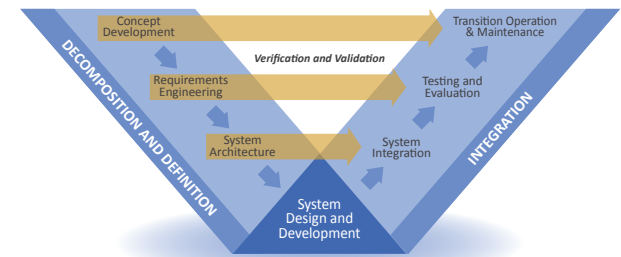 Concept
Development
Transition Operation
& Maintenance
Verification and Validation
Requirements
Engineering
Testing and
Evaluation
System
Architecture
System
Integration
System
Design and
Development
DECOMPOSITION AND DEFINITION
INTEGRATION